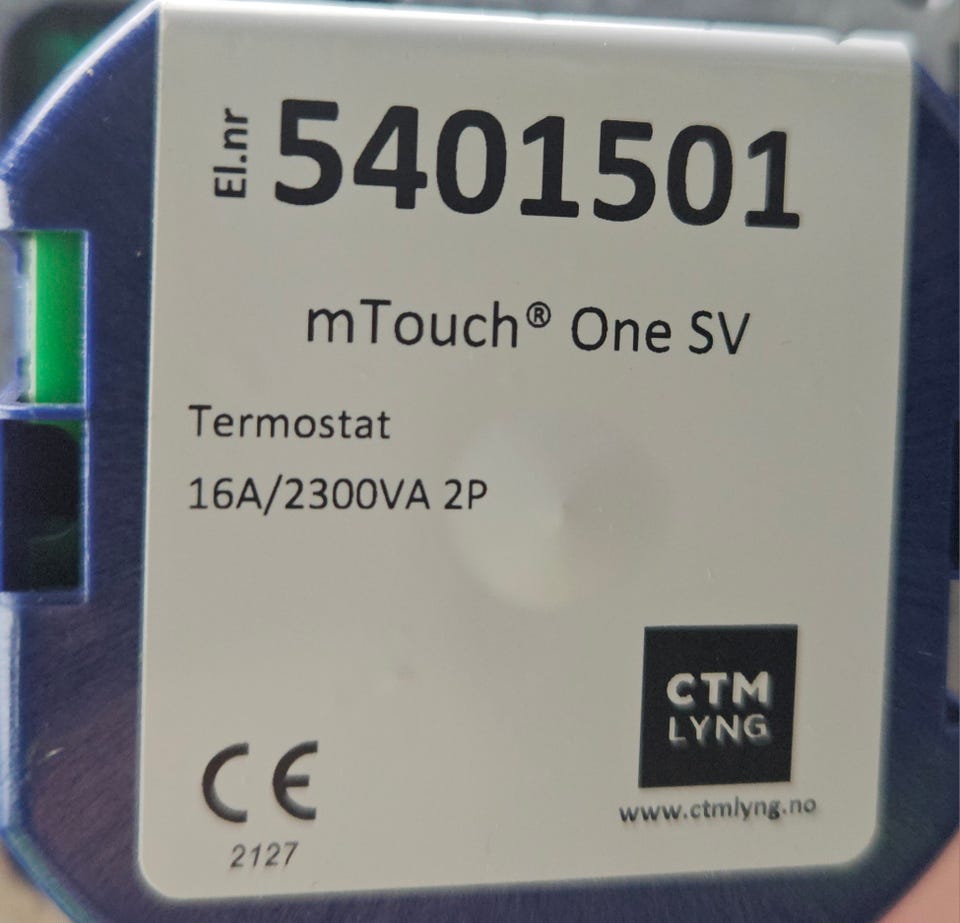 El.nr 5401501
mTouch® One SV
Termostat
16A/2300VA 2P
CTM
LYNG
www.ctmlyng.no
CE
2127